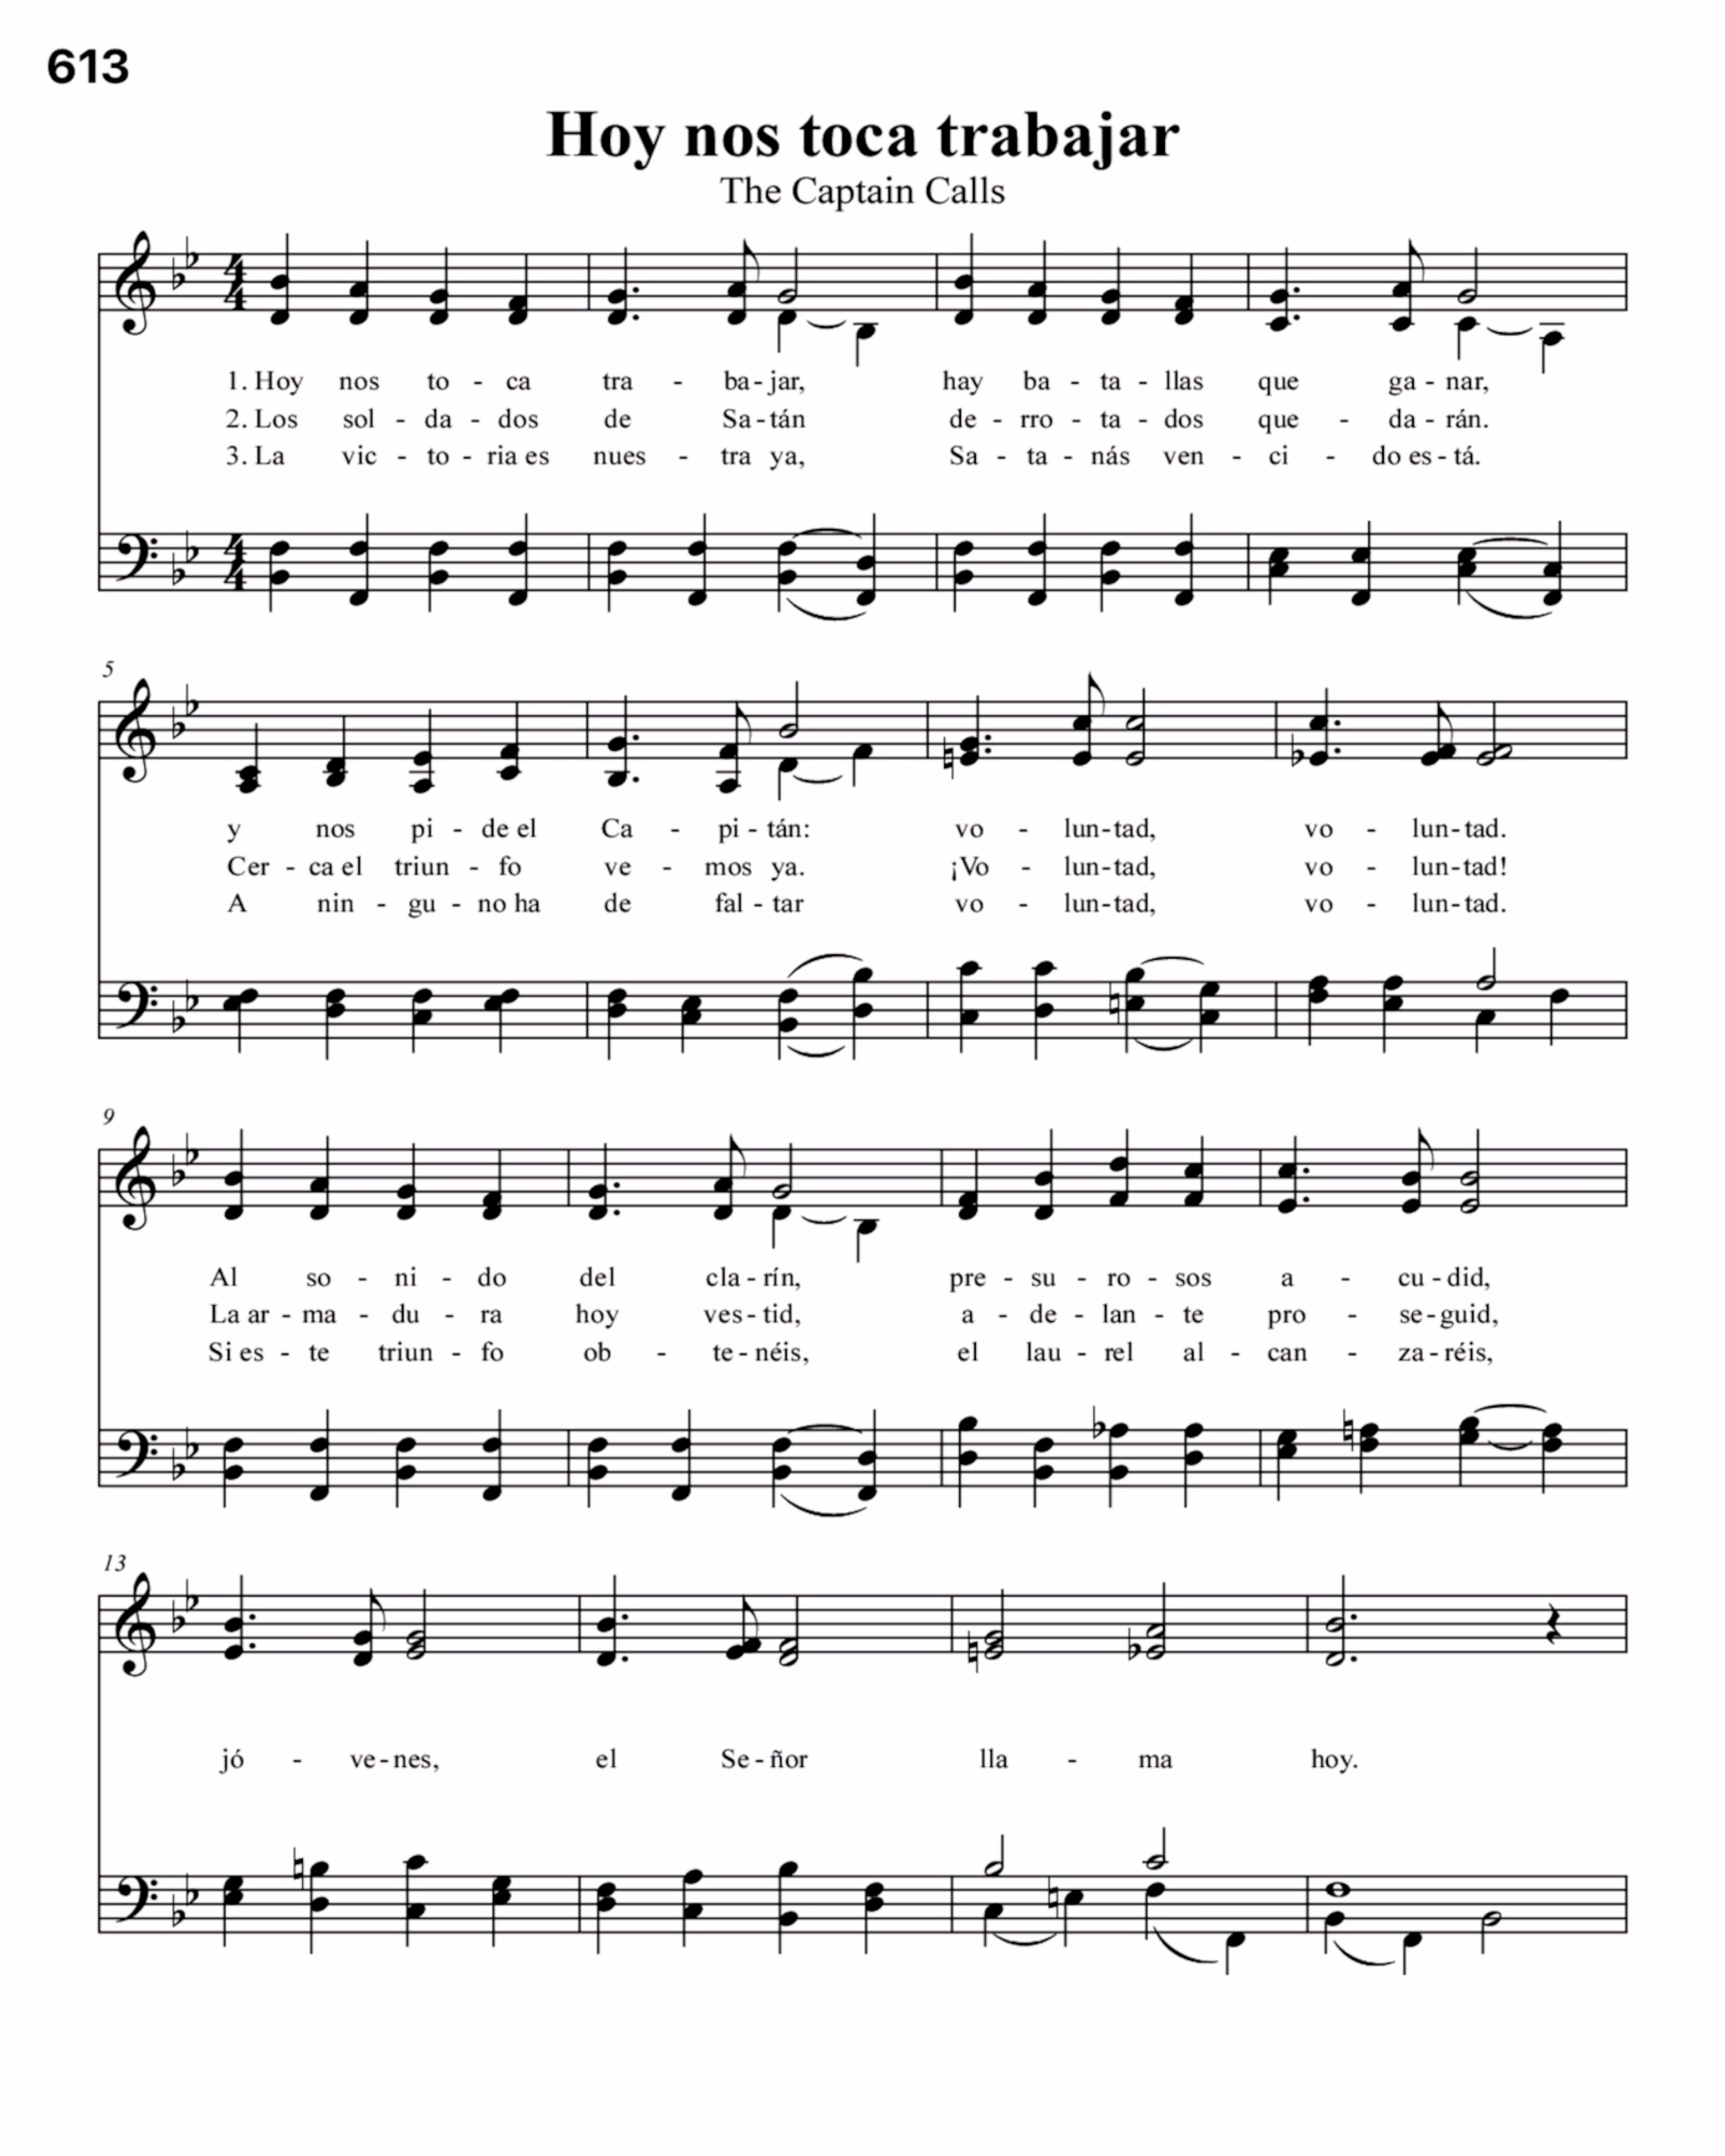 613
Hoy nos toca trabajar
The Captain Calls
1. Hoy nos to - ca tra - ba - jar, hay ba - ta - llas que ga - nar,
2. Los sol - da - dos de Sa - tán de - rro - ta - dos que - da - rán.
3. La vic - to - ria es nues - tra ya, Sa - ta - nás ven - ci - do es - tá.
5
y nos pi - de el Ca - pi - tán: vo - lun - tad, vo - lun - tad.
Cer - ca el triun - fo ve - mos ya. ¡Vo - lun - tad, vo - lun - tad!
A nin - gu - no ha de fal - tar vo - lun - tad, vo - lun - tad.
9
Al so - ni - do del cla - rín, pre - su - ro - sos a - cu - did,
La ar - ma - du - ra hoy ves - tid, a - de - lan - te pro - se - guid,
Si es - te triun - fo ob - te - néis, el lau - rel al - can - za - réis,
13
jó - ve - nes, el Se - ñor lla - ma hoy.